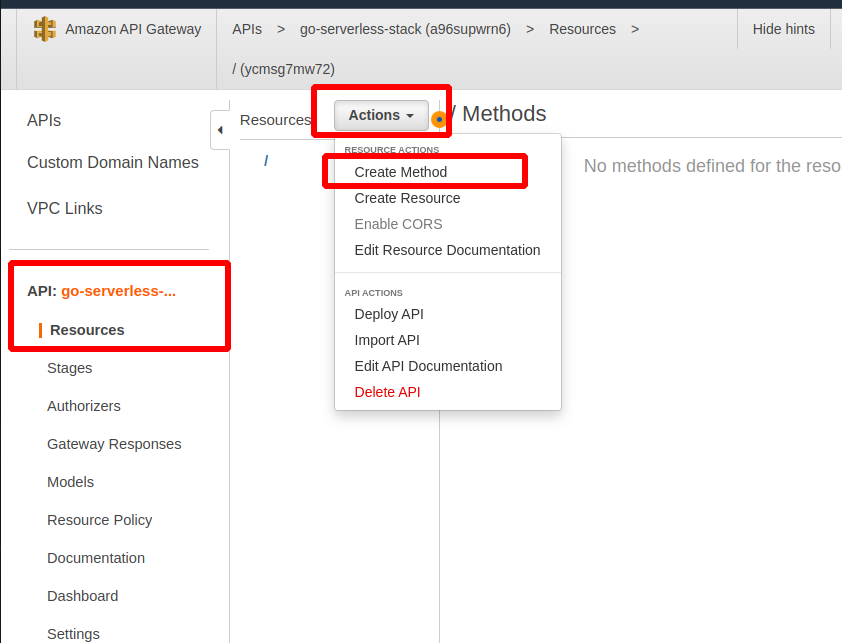 Amazon API Gateway
APIs > go-serverless-stack (a96supwrn6) > Resources >
/ (ycmsg7mw72)
Hide hints
APIs
Custom Domain Names
VPC Links
API: go-serverless-...
Resources
Stages
Authorizers
Gateway Responses
Models
Resource Policy
Documentation
Dashboard
Settings
Resources
Actions
/
RESOURCE ACTIONS
Create Method
Create Resource
Enable CORS
Edit Resource Documentation
API ACTIONS
Deploy API
Import API
Edit API Documentation
Delete API
/ Methods
No methods defined for the reso